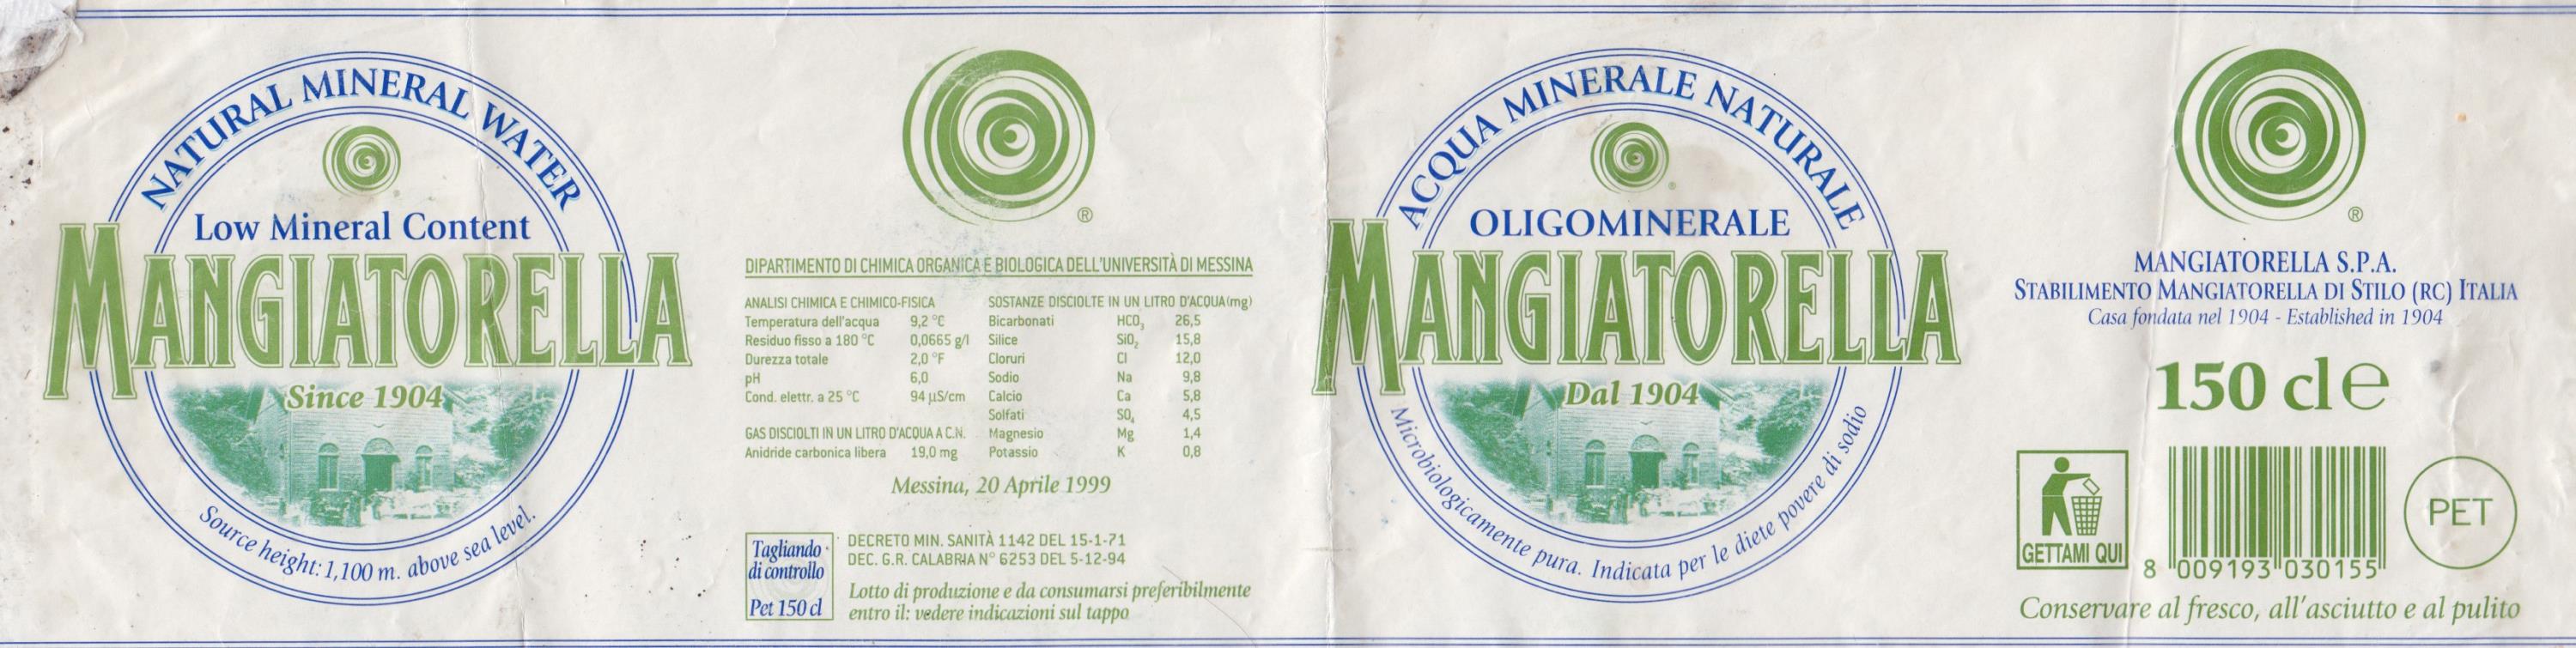 NATURAL MINERAL WATER
Low Mineral Content
MANGIATORELLA
Since 1904
Source height: 1,100 m. above sea level.
®
DIPARTIMENTO DI CHIMICA ORGANICA E BIOLOGICA DELL'UNIVERSITÀ DI MESSINA
ANALISI CHIMICA E CHIMICO-FISICA
Temperatura dell'acqua 9,2 °C
Residuo fisso a 180 °C 0,0665 g/l
Durezza totale 2,0 °F
pH 6,0
Cond. elettr. a 25 °C 94 µS/cm
GAS DISCIOLTI IN UN LITRO D'ACQUA A C.N.
Anidride carbonica libera 19,0 mg
SOSTANZE DISCIOLTE IN UN LITRO D'ACQUA (mg)
Bicarbonati HCO₃ 26,5
Silice SiO₂ 15,8
Cloruri Cl 12,0
Sodio Na 9,8
Calcio Ca 5,8
Solfati SO₄ 4,5
Magnesio Mg 1,4
Potassio K 0,8
Messina, 20 Aprile 1999
Tagliando
di controllo
Pet 150 cl
DECRETO MIN. SANITÀ 1142 DEL 15-1-71
DEC. G.R. CALABRIA N° 6253 DEL 5-12-94
Lotto di produzione e da consumarsi preferibilmente
entro il: vedere indicazioni sul tappo
ACQUA MINERALE NATURALE
®
OLIGOMINERALE
MANGIATORELLA
Dal 1904
Microbiologicamente pura. Indicata per le diete povere di sodio
®
MANGIATORELLA S.P.A.
STABILIMENTO MANGIATORELLA DI STILO (RC) ITALIA
Casa fondata nel 1904 - Established in 1904
150 cl e
GETTAMI QUI
8 009193 030155
PET
Conservare al fresco, all'asciutto e al pulito